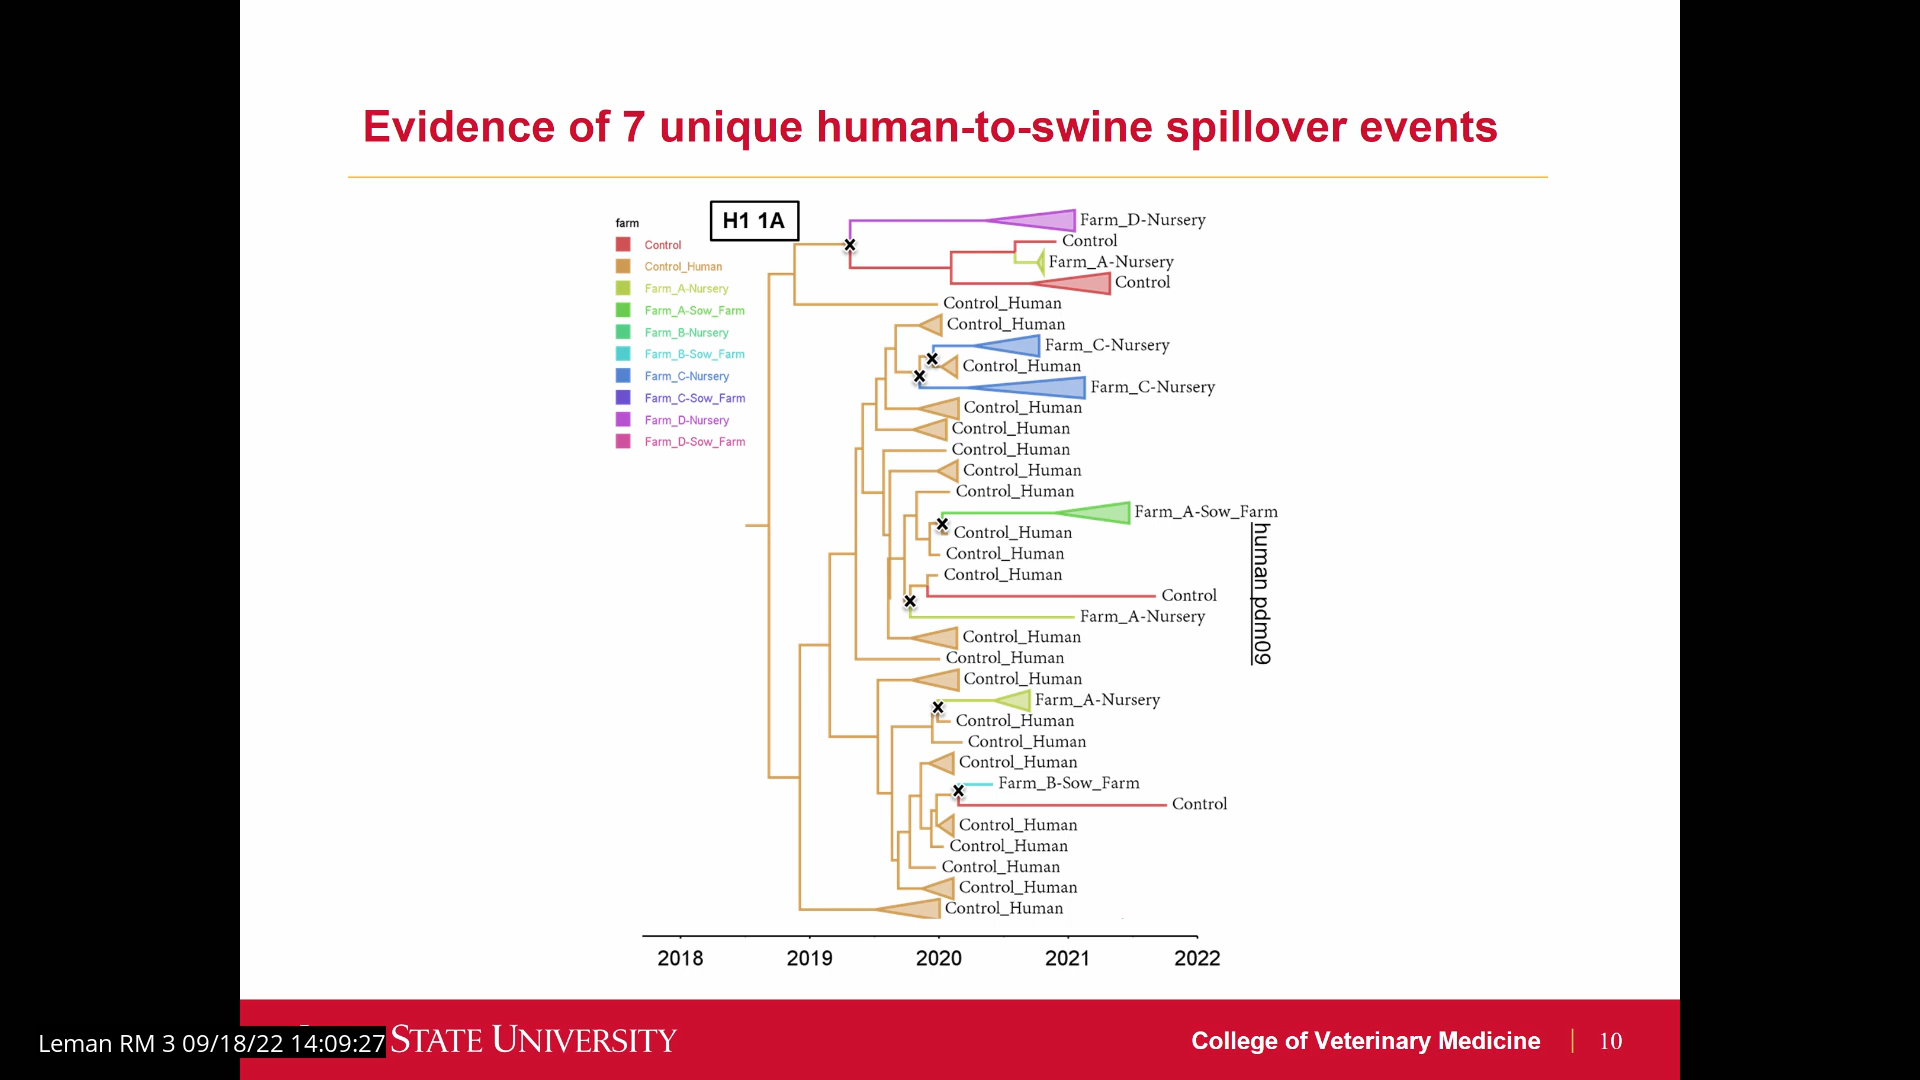 Evidence of 7 unique human-to-swine spillover events
H1 1A
farm
Control
Control_Human
Farm_A-Nursery
Farm_A-Sow_Farm
Farm_B-Nursery
Farm_B-Sow_Farm
Farm_C-Nursery
Farm_C-Sow_Farm
Farm_D-Nursery
Farm_D-Sow_Farm
Farm_D-Nursery
Control
Farm_A-Nursery
Control
Control_Human
Control_Human
Farm_C-Nursery
Control_Human
Farm_C-Nursery
Control_Human
Control_Human
Control_Human
Control_Human
Control_Human
Farm_A-Sow_Farm
Control_Human
Control_Human
Control_Human
Control
Farm_A-Nursery
Control_Human
Control_Human
Control_Human
Farm_A-Nursery
Control_Human
Control_Human
Control_Human
Farm_B-Sow_Farm
Control
Control_Human
Control_Human
Control_Human
Control_Human
Control_Human
human pdm09
2018 2019 2020 2021 2022
Leman RM 3 09/18/22 14:09:27
STATE UNIVERSITY
College of Veterinary Medicine | 10